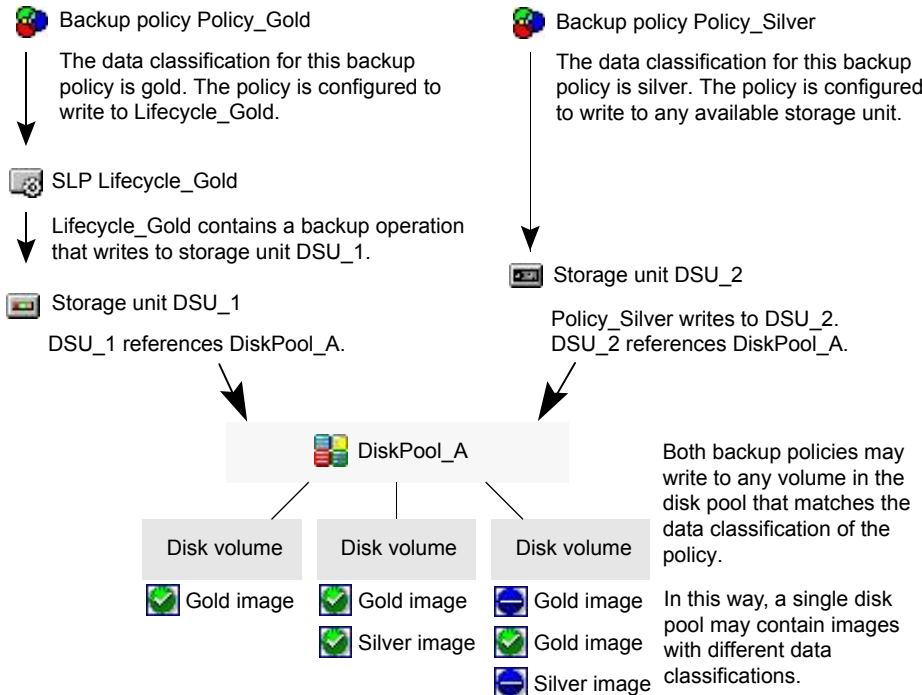 Backup policy Policy_Gold
The data classification for this backup
policy is gold. The policy is configured to
write to Lifecycle_Gold.
SLP Lifecycle_Gold
Lifecycle_Gold contains a backup operation
that writes to storage unit DSU_1.
Storage unit DSU_1
DSU_1 references DiskPool_A.
Backup policy Policy_Silver
The data classification for this backup
policy is silver. The policy is configured
to write to any available storage unit.
Storage unit DSU_2
Policy_Silver writes to DSU_2.
DSU_2 references DiskPool_A.
DiskPool_A
Disk volume
Gold image
Disk volume
Gold image
Silver image
Disk volume
Gold image
Gold image
Silver image
Both backup policies may
write to any volume in the
disk pool that matches the
data classification of the
policy.
In this way, a single disk
pool may contain images
with different data
classifications.